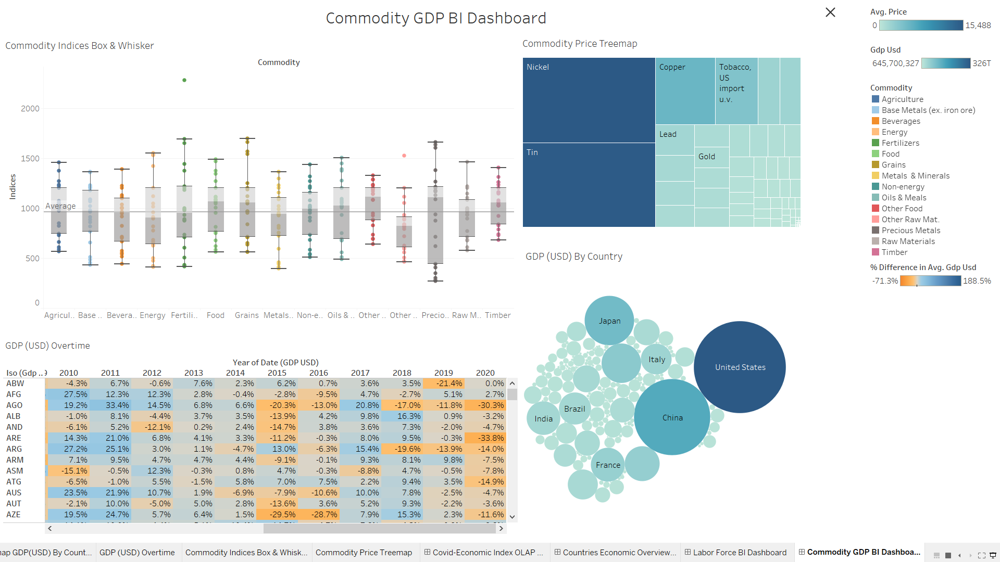 Commodity GDP BI Dashboard
Commodity Indices Box & Whisker
Commodity
Indices
2000
1500
1000
500
0
Average
Agricul..
Base ..
Bevera..
Energy
Fertili..
Food
Grains
Metals..
Non-e..
Oils & ..
Other ..
Other ..
Precio..
Raw M..
Timber
Commodity Price Treemap
Nickel
Tin
Copper
Tobacco,
US
import
u.v.
Lead
Gold
GDP (USD) By Country
Japan
Italy
United States
China
Brazil
India
France
GDP (USD) Overtime
Year of Date (GDP USD)
Iso (Gdp ..9 2010 2011 2012 2013 2014 2015 2016 2017 2018 2019 2020
ABW -4.3% 6.7% -0.6% 7.6% 2.3% 6.2% 0.7% 3.6% 3.5% -21.4% 0.0%
AFG 27.5% 12.3% 12.3% 2.8% -0.4% -2.8% -9.5% 4.7% -2.7% 5.1% 2.7%
AGO 19.2% 33.4% 14.5% 6.8% 6.6% -20.3% -13.0% 20.8% -17.0% -11.8% -30.3%
ALB -1.0% 8.1% -4.4% 3.7% 3.5% -13.9% 4.2% 9.8% 16.3% 0.9% -3.2%
AND -6.1% 5.2% -12.1% 0.2% 2.4% -14.7% 3.8% 3.6% 7.3% -2.0% -4.7%
ARE 14.3% 21.0% 6.8% 4.1% 3.3% -11.2% -0.3% 8.0% 9.5% -0.3% -33.8%
ARG 27.2% 25.1% 3.0% 1.1% -4.7% 13.0% -6.3% 15.4% -19.6% -13.9% -14.0%
ARM 7.1% 9.5% 4.7% 4.7% 4.4% -9.1% -0.1% 9.3% 8.1% 9.8% -7.5%
ASM -15.1% -0.5% 12.3% -0.3% 0.8% 4.7% -0.3% -8.8% 4.7% -0.5% -7.8%
ATG -6.5% -1.0% 5.5% -1.5% 5.8% 7.0% 7.5% 2.2% 9.4% 3.5% -14.9%
AUS 23.5% 21.9% 10.7% 1.9% -6.9% -7.9% -10.6% 10.0% 7.8% -2.5% -4.7%
AUT -2.1% 10.0% -5.0% 5.0% 2.8% -13.6% 3.6% 5.2% 9.3% -2.2% -3.6%
AZE 19.5% 24.7% 5.7% 6.4% 1.5% -29.5% -28.7% 7.9% 15.3% 2.3% -11.6%
Avg. Price
0 15,488
Gdp Usd
645,700,327 326T
Commodity
Agriculture
Base Metals (ex. iron ore)
Beverages
Energy
Fertilizers
Food
Grains
Metals & Minerals
Non-energy
Oils & Meals
Other Food
Other Raw Mat.
Precious Metals
Raw Materials
Timber
% Difference in Avg. Gdp Usd
-71.3% 188.5%
ap GDP(USD) By Count...
GDP (USD) Overtime
Commodity Indices Box & Whisk...
Commodity Price Treemap
Covid-Economic Index OLAP ...
Countries Economic Overview...
Labor Force BI Dashboard
Commodity GDP BI Dashboa...